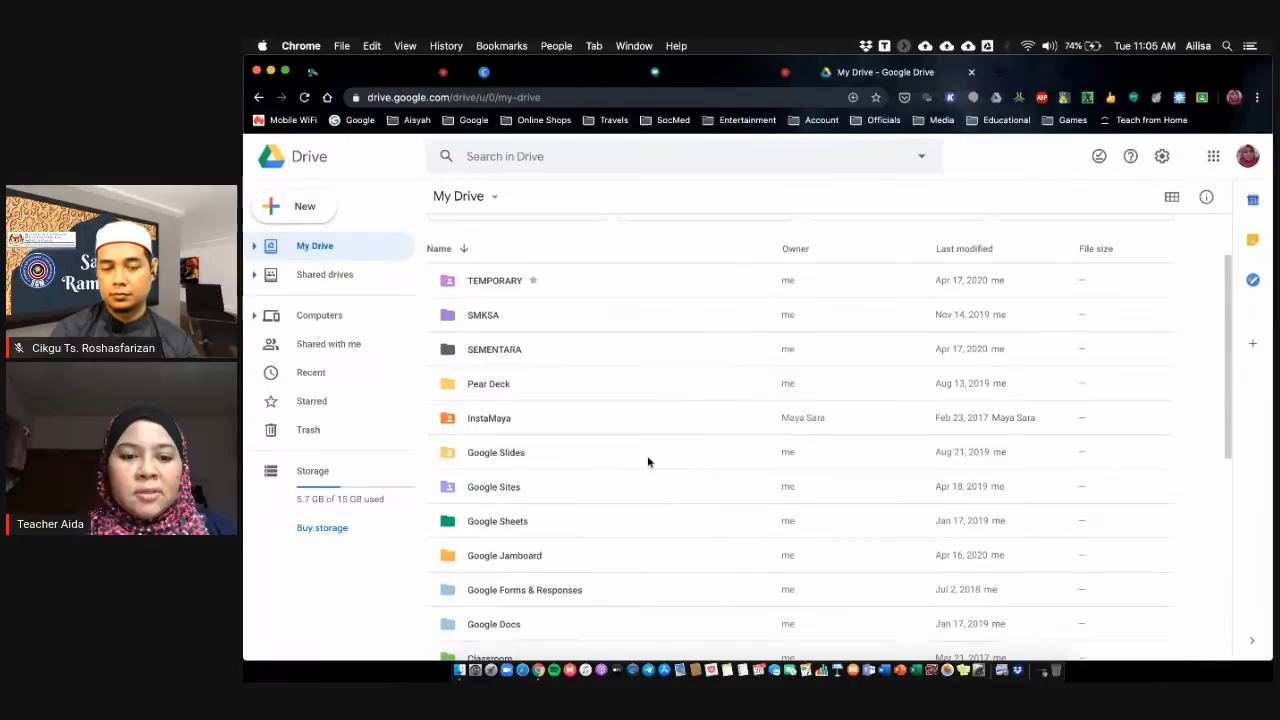 Chrome File Edit View History Bookmarks People Tab Window Help 74% Tue 11:05 AM Ailisa
My Drive - Google Drive
drive.google.com/drive/u/0/my-drive
Mobile WiFi Google Aisyah Google Online Shops Travels SocMed Entertainment Account Officials Media Educational Games Teach from Home
Drive
Search in Drive
New
My Drive
My Drive
Shared drives
Computers
Shared with me
Recent
Starred
Trash
Storage
5.7 GB of 15 GB used
Buy storage
Name Owner Last modified File size
TEMPORARY me Apr 17, 2020 me —
SMKSA me Nov 14, 2019 me —
SEMENTARA me Apr 17, 2020 me —
Pear Deck me Aug 13, 2019 me —
InstaMaya Maya Sara Feb 23, 2017 Maya Sara —
Google Slides me Aug 21, 2019 me —
Google Sites me Apr 18, 2019 me —
Google Sheets me Jan 17, 2019 me —
Google Jamboard me Apr 16, 2020 me —
Google Forms & Responses me Jul 2, 2018 me —
Google Docs me Jan 17, 2019 me —
Classroom me Mar 21, 2017 me —
Sa
Ram
Cikgu Ts. Roshasfarizan
Teacher Aida